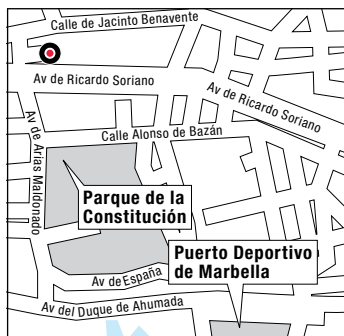 Calle de Jacinto Benavente
Av de Ricardo Soriano
Av de Ricardo Soriano
Av de Arias Maldonado
Calle Alonso de Bazán
Parque de la
Constitución
Puerto Deportivo
de Marbella
Av de España
Av del Duque de Ahumada